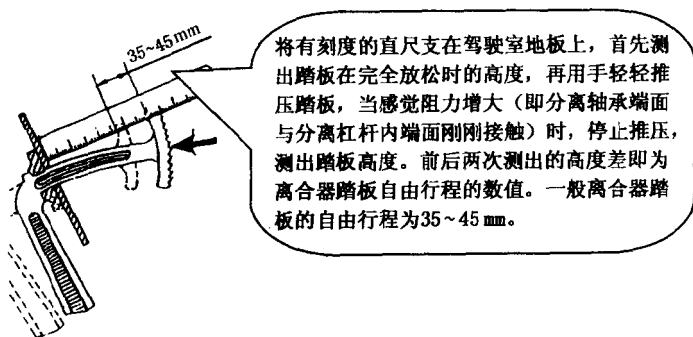 35~45mm
将有刻度的直尺支在驾驶室地板上，首先测
出踏板在完全放松时的高度，再用手轻轻推
压踏板，当感觉阻力增大（即分离轴承端面
与分离杠杆内端面刚刚接触）时，停止推压，
测出踏板高度。前后两次测出的高度差即为
离合器踏板自由行程的数值。一般离合器踏
板的自由行程为35~45 mm。